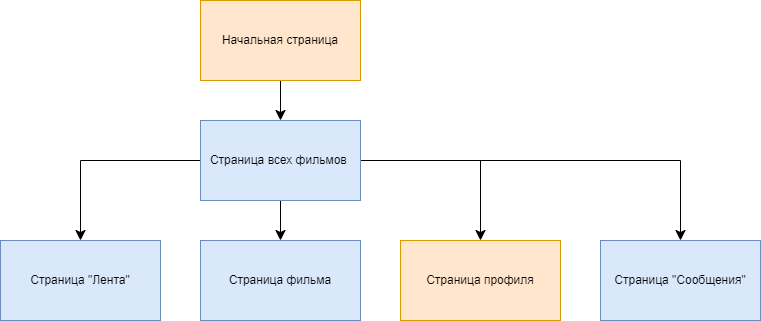 Начальная страница
Страница всех фильмов
Страница "Лента"
Страница фильма
Страница профиля
Страница "Сообщения"